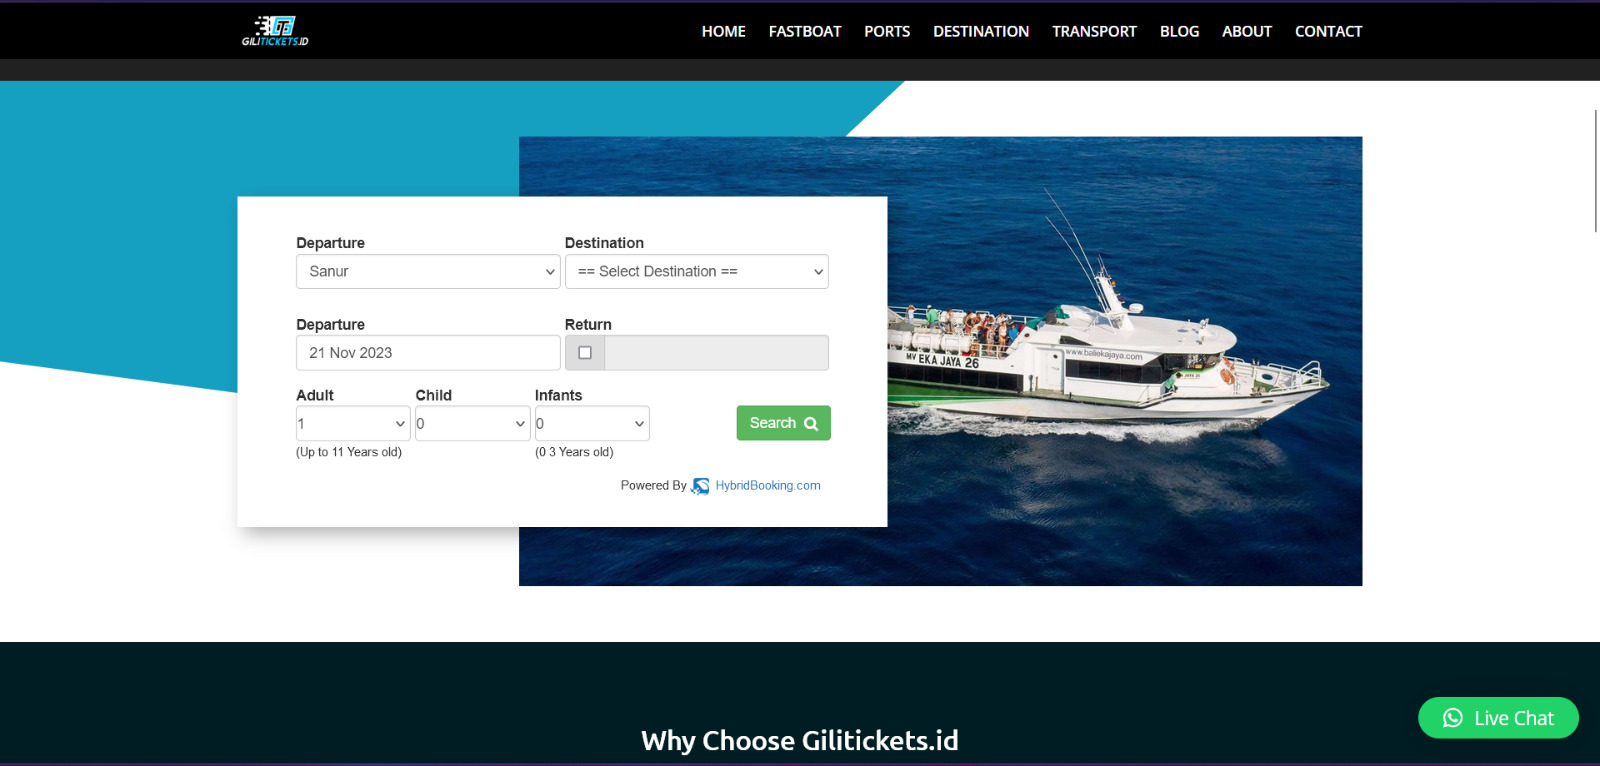 GT
GILITICKETS.ID
HOME FASTBOAT PORTS DESTINATION TRANSPORT BLOG ABOUT CONTACT
Departure Destination
Sanur == Select Destination ==
Departure Return
21 Nov 2023
Adult Child Infants
1 0 0 Search
(Up to 11 Years old) (0 3 Years old)
Powered By HybridBooking.com
MV EKA JAYA 26
www.baliekajaya.com
Why Choose Gilitickets.id
Live Chat